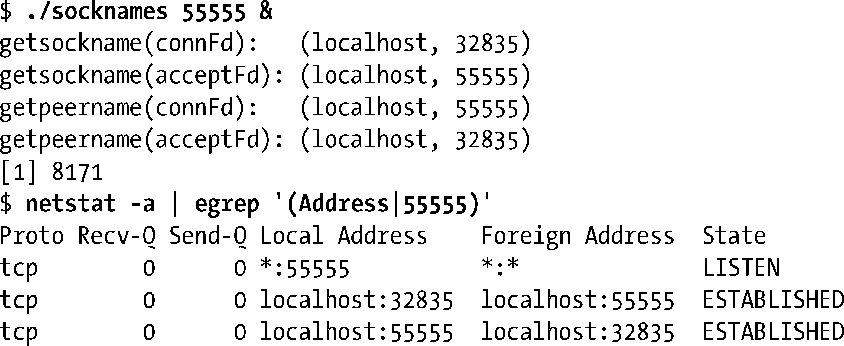 $ ./socknames 55555 &
getsockname(connFd):   (localhost, 32835)
getsockname(acceptFd): (localhost, 55555)
getpeername(connFd):   (localhost, 55555)
getpeername(acceptFd): (localhost, 32835)
[1] 8171
$ netstat -a | egrep '(Address|55555)'
Proto Recv-Q Send-Q Local Address   Foreign Address State
tcp        0      0 *:55555         *:*             LISTEN
tcp        0      0 localhost:32835 localhost:55555 ESTABLISHED
tcp        0      0 localhost:55555 localhost:32835 ESTABLISHED